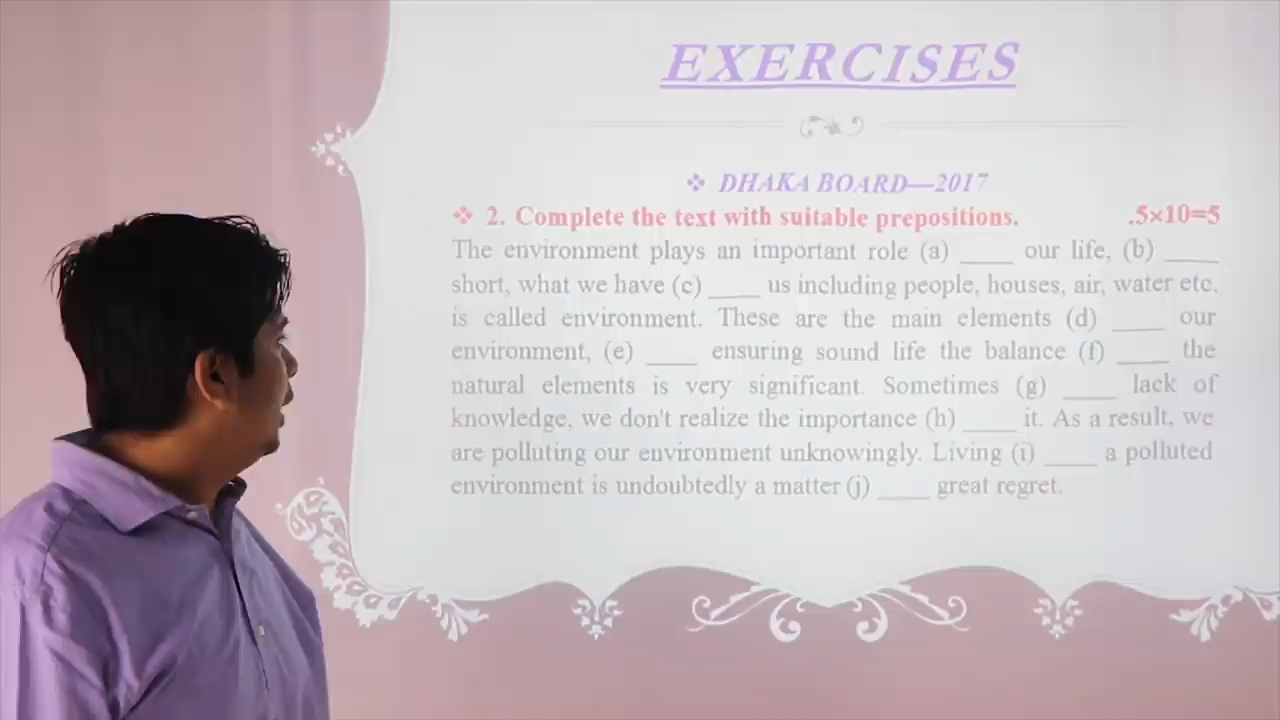 EXERCISES
❖ DHAKA BOARD—2017
❖ 2. Complete the text with suitable prepositions. .5×10=5
The environment plays an important role (a) ____ our life, (b) ____
short, what we have (c) ____ us including people, houses, air, water etc.
is called environment. These are the main elements (d) ____ our
environment, (e) ____ ensuring sound life the balance (f) ____ the
natural elements is very significant. Sometimes (g) ____ lack of
knowledge, we don't realize the importance (h) ____ it. As a result, we
are polluting our environment unknowingly. Living (i) ____ a polluted
environment is undoubtedly a matter (j) ____ great regret.